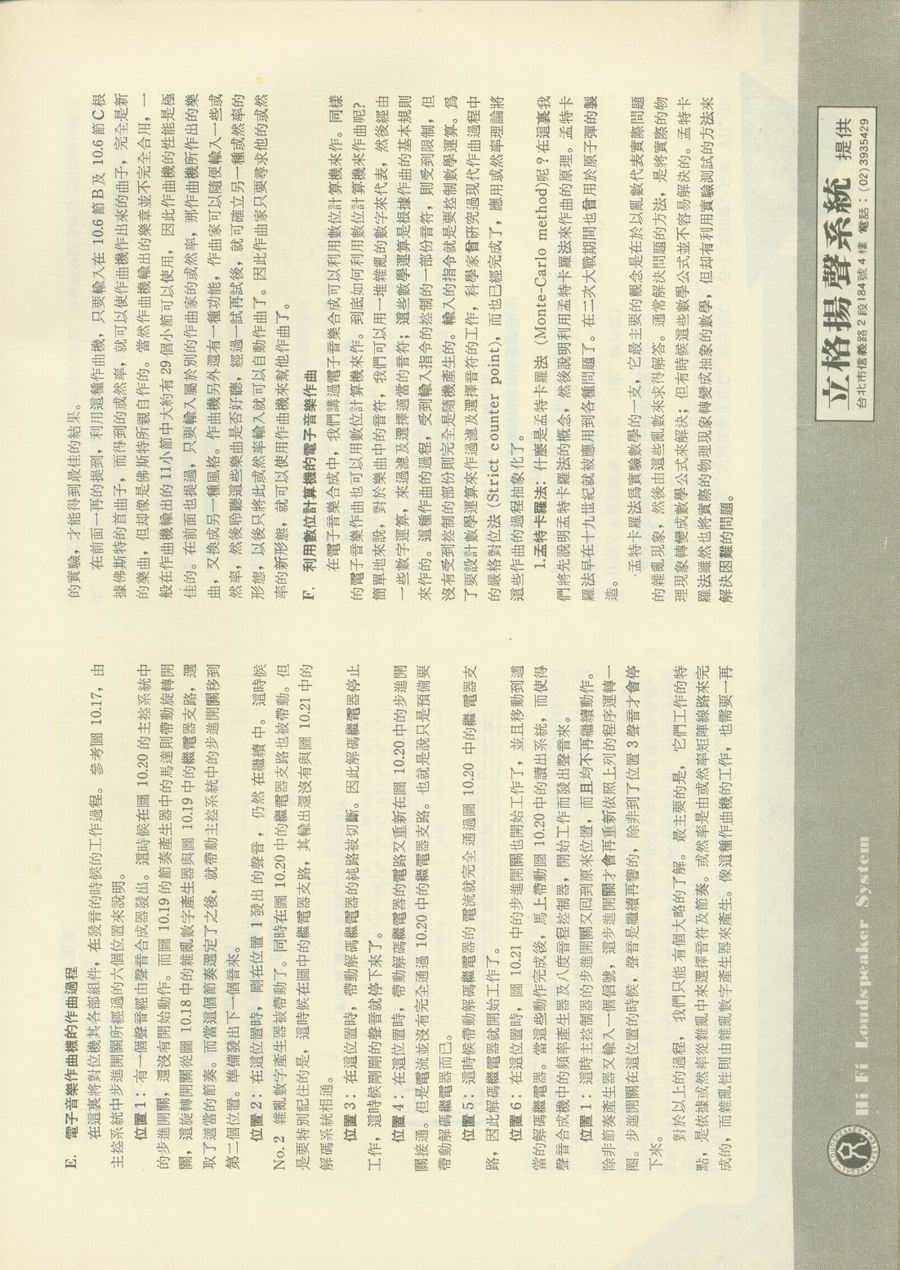 E. 電子音樂作曲機的作曲過程
在這裏將對位機其各部組件，在發音的時候的工作過程。參考圖 10.17，由
主控系統中步進開關所經過的六個位置來說明。
位置 1：有一個聲音經由聲音合成器發出。這時候在圖 10.20 的主控系統中
的步進開關，還沒有開始動作。而圖 10.19 的節奏產生器中的馬達則帶動旋轉開
關，這旋轉開關從圖 10.18 中的雜亂數字產生器與圖 10.19 中的繼電器支路，選
取了適當的節奏。而當這個節奏選定了之後，就帶動主控系統中的步進開關移到
第二個位置。準備發出下一個音來。
位置 2：在這位置時，剛在位置 1 發出的聲音，仍然在繼續中。這時候
No. 2 雜亂數字產生器被帶動了。同時在圖 10.20 中的繼電器支路也被帶動。但
是要特別記住的是，這時候在圖中的繼電器支路，其輸出還沒有與圖 10.21 中的
解碼系統相通。
位置 3：在這位置時，帶動解碼繼電器的純路被切斷。因此解碼繼電器停止
工作，這時候剛剛的聲音就停下來了。
位置 4：在這位置時，帶動解碼繼電器的電路又重新在圖 10.20 中的步進開
關接通。但是電流並沒有完全通過 10.20 中的繼電器支路。也就是說只是預備要
帶動解碼繼電器而已。
位置 5：這時候帶動解碼繼電器的電流就完全通過圖 10.20 中的繼電器支
路，因此解碼繼電器就開始工作了。
位置 6：在這位置時，圖 10.21 中的步進開關也開始工作了，並且移動到適
當的解碼繼電器。當這些動作完成後，馬上帶動圖 10.20 中的讀出系統，而使得
聲音合成機中的頻率產生器及八度音程控制器，開始工作而發出聲音來。
位置 1：這時主控制器的步進開關又回到原來位置，而且均不再繼續動作。
除非節奏產生器又輸入一個信號，這步進開關才會再重新依照上列的程序運轉一
圈。步進開關在這位置的時候，聲音是繼續再響的，除非到了位置 3 聲音才會停
下來。
對於以上的過程，我們只能有個大略的了解。最主要的是，它們工作的特
點，是依據或然率從雜亂中來選擇音符及節奏。或然率是由或然率矩陣線路來完
成的，而雜亂性則由雜亂數字產生器來產生。像這種作曲機的工作，也需要一再
的實驗，才能得到最佳的結果。
在前面一再的提到，利用這種作曲機，只要輸入在 10.6 節 B 及 10.6 節 C 根
據佛斯特的首曲子，而得到的或然率，就可以使作曲機作出來的曲子，完全是新
的樂曲，但却像是佛斯特所親自作的。當然作曲機輸出的樂章並不完全合用，一
般在作曲機輸出的 11 小節中大約有 29 個小節可以使用，因此作曲機的性能是極
佳的。在前面也提過，只要輸入屬於別的作曲家的或然率，那作曲機所作出的樂
曲，又換成另一種風格。作曲機另外還有一種功能，作曲家可以隨便輸入一些或
然率，然後聆聽這些樂曲是否好聽，經過一試再試後，就可確立另一種或然率的
形態，以後只將此或然率輸入就可以自動作曲了。因此作曲家只要尋求他的或然
率的新形態，就可以使用作曲機來幫他作曲了。
F. 利用數位計算機的電子音樂作曲
在電子音樂合成中，我們講過電子音樂合成可以利用數位計算機來作。同樣
的電子音樂作曲也可以用數位計算機來作。到底如何利用數位計算機來作曲呢？
簡單地來說，對於樂曲中的音符，我們可以用一堆雜亂的數字來代表，然後經由
一些數字運算，來過濾及選擇適當的音符；這些數學運算是根據作曲的基本規則
來作的。這種作曲的過程，受到輸入指令的控制的一部份音符，則受到限制，但
沒有受到控制的部份則完全是隨機產生的。輸入的指令就是要控制數學運算。爲
了要設計數學運算來作過濾及選擇音符的工作，科學家曾研究過現代作曲過程中
的嚴格對位法 (Strict counter point)，而也已經完成了，應用或然率理論將
這些作曲的過程抽象化了。
1.孟特卡羅法：什麼是孟特卡羅法 (Monte-Carlo method)呢？在這裏我
們將先說明孟特卡羅法的概念，然後說明利用孟特卡羅法來作曲的原理。孟特卡
羅法早在十九世紀就被應用到各種問題了。在二次大戰期間也曾用於原子彈的製
造。
孟特卡羅法爲實驗數學的一支，它最主要的觀念是在於以亂數代表實際問題
的雜亂現象，然後由這些亂數來求得解答。通常解決問題的方法，是將實際的物
理現象轉變成數學公式來解決；但有時候這些數學公式並不容易解決的。孟特卡
羅法雖然也將實際的物理現象轉變成抽象的數學，但却有利用實驗測試的方法來
解決困難的問題。
Hi Fi Loudspeaker System
立格揚聲系統 提供
台北市信義路2段184號4樓 電話：(02)3935429